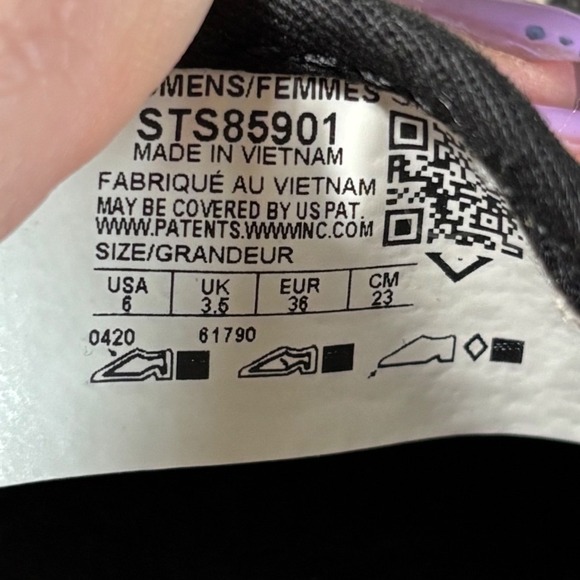 MENS/FEMMES
STS85901
MADE IN VIETNAM
FABRIQUÉ AU VIETNAM
MAY BE COVERED BY US PAT.
WWW.PATENTS.WWWINC.COM
SIZE/GRANDEUR
USA UK EUR CM
6 3.5 36 23
0420 61790